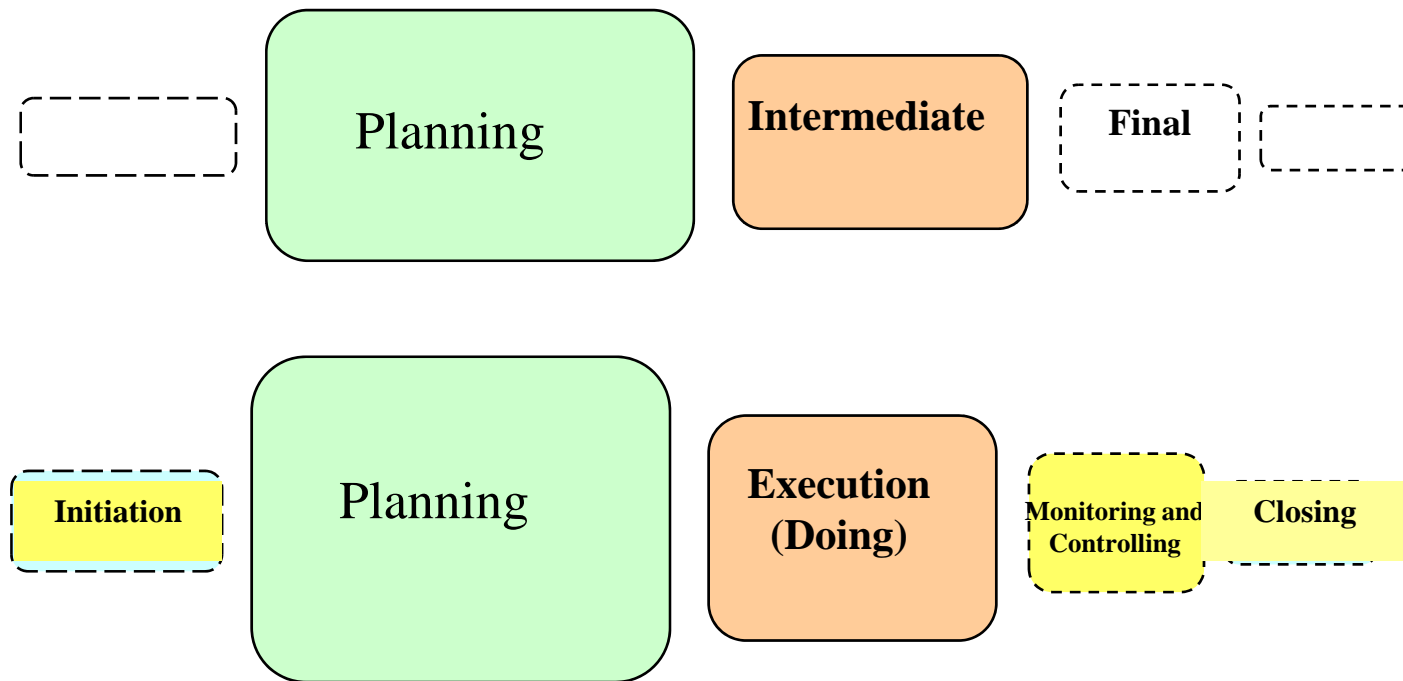 Planning
Intermediate
Final
Planning
Initiation
Execution
(Doing)
Monitoring and
Controlling
Closing